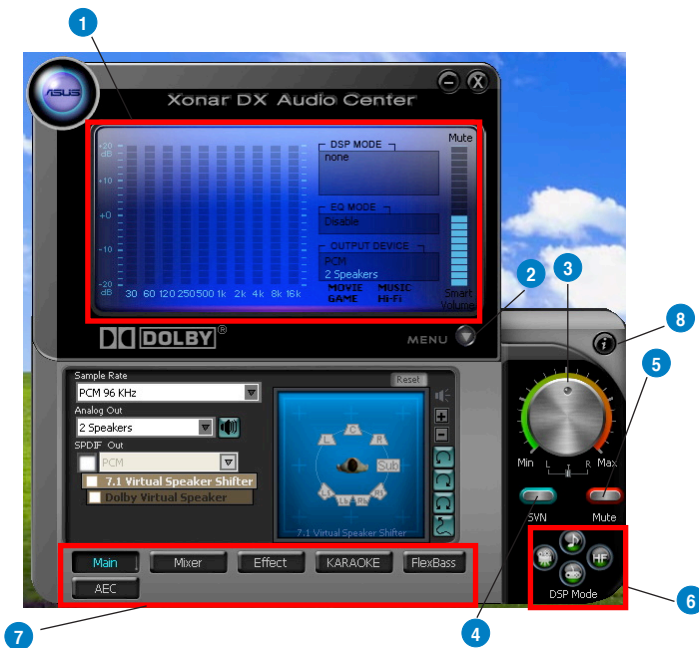 1
ASUS
Xonar DX Audio Center
+20
dB
+10
+0
-10
-20
dB
30 60 120 250 500 1k 2k 4k 8k 16k
DSP MODE
none
EQ MODE
Disable
OUTPUT DEVICE
PCM
2 Speakers
MOVIE MUSIC
GAME Hi-Fi
Mute
Smart
Volume
DOLBY®
MENU
2
3
8
5
Sample Rate
PCM 96 KHz
Analog Out
2 Speakers
SPDIF Out
PCM
7.1 Virtual Speaker Shifter
Dolby Virtual Speaker
Reset
L C R
Sub
Ls Lb Rb Rs
7.1 Virtual Speaker Shifter
Min L R Max
SVN Mute
HF
DSP Mode
Main Mixer Effect KARAOKE FlexBass
AEC
7
4
6